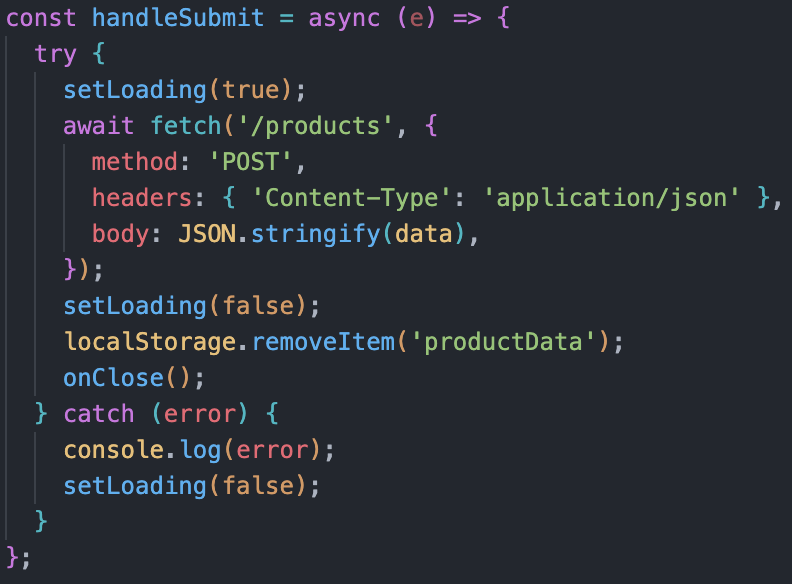 const handleSubmit = async (e) => {
  try {
    setLoading(true);
    await fetch('/products', {
      method: 'POST',
      headers: { 'Content-Type': 'application/json' },
      body: JSON.stringify(data),
    });
    setLoading(false);
    localStorage.removeItem('productData');
    onClose();
  } catch (error) {
    console.log(error);
    setLoading(false);
  }
};